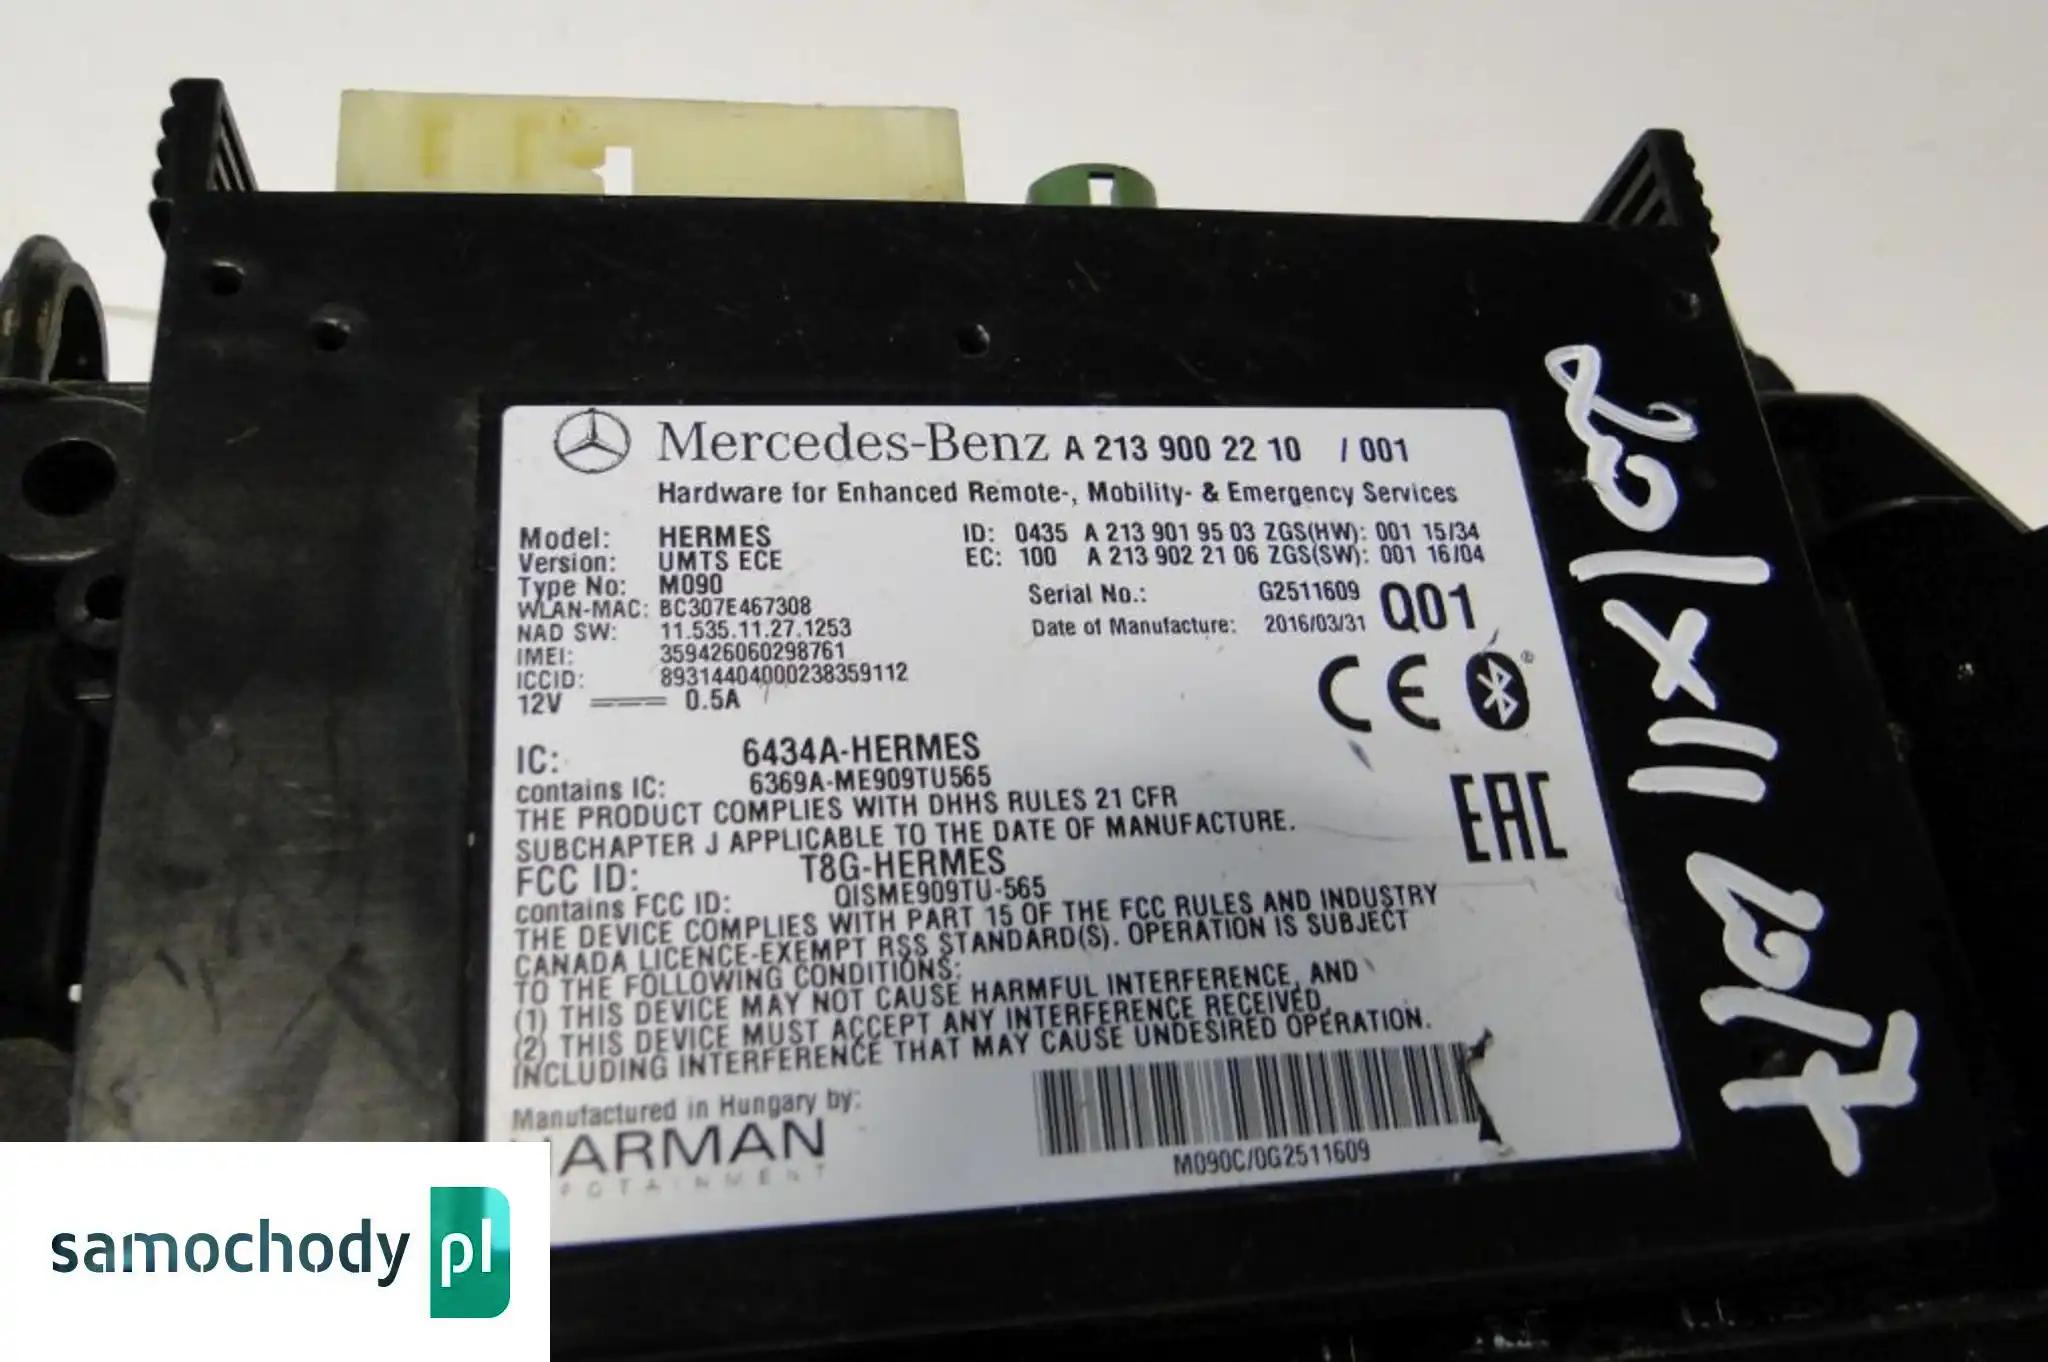 Mercedes-Benz A 213 900 22 10 / 001
Hardware for Enhanced Remote-, Mobility- & Emergency Services
Model: HERMES ID: 0435 A 213 901 95 03 ZGS(HW): 001 15/34
Version: UMTS ECE EC: 100 A 213 902 21 06 ZGS(SW): 001 16/04
Type No: M090
WLAN-MAC: BC307E467308 Serial No.: G2511609 Q01
NAD SW: 11.535.11.27.1253 Date of Manufacture: 2016/03/31
IMEI: 359426060298761
ICCID: 89314404000238359112
12V 0.5A
CE
EAC
IC: 6434A-HERMES
contains IC: 6369A-ME909TU565
THE PRODUCT COMPLIES WITH DHHS RULES 21 CFR
SUBCHAPTER J APPLICABLE TO THE DATE OF MANUFACTURE.
FCC ID: T8G-HERMES
contains FCC ID: QISME909TU-565
THE DEVICE COMPLIES WITH PART 15 OF THE FCC RULES AND INDUSTRY
CANADA LICENCE-EXEMPT RSS STANDARD(S). OPERATION IS SUBJECT
TO THE FOLLOWING CONDITIONS:
(1) THIS DEVICE MAY NOT CAUSE HARMFUL INTERFERENCE, AND
(2) THIS DEVICE MUST ACCEPT ANY INTERFERENCE RECEIVED,
INCLUDING INTERFERENCE THAT MAY CAUSE UNDESIRED OPERATION.
Manufactured in Hungary by:
HARMAN
M090C/0G2511609
20/XII 2017
samochody pl